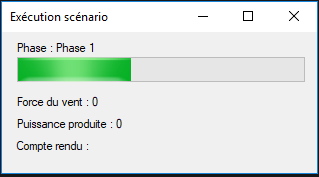 Exécution scénario
Phase : Phase 1
Force du vent : 0
Puissance produite : 0
Compte rendu :